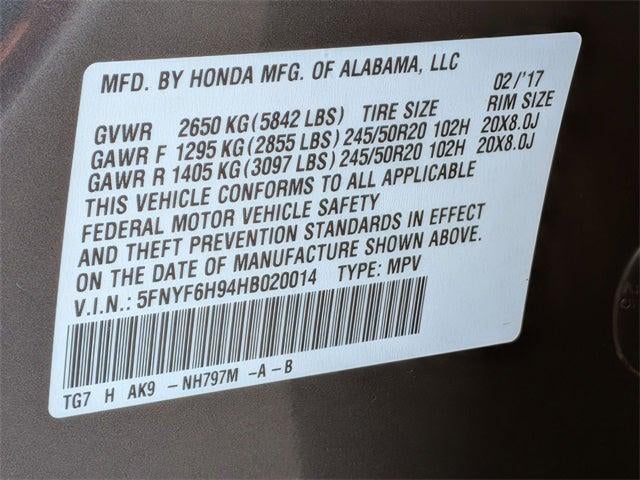 MFD. BY HONDA MFG. OF ALABAMA, LLC 02/'17
GVWR 2650 KG (5842 LBS) TIRE SIZE RIM SIZE
GAWR F 1295 KG (2855 LBS) 245/50R20 102H 20X8.0J
GAWR R 1405 KG (3097 LBS) 245/50R20 102H 20X8.0J
THIS VEHICLE CONFORMS TO ALL APPLICABLE
FEDERAL MOTOR VEHICLE SAFETY
AND THEFT PREVENTION STANDARDS IN EFFECT
ON THE DATE OF MANUFACTURE SHOWN ABOVE.
V.I.N.: 5FNYF6H94HB020014 TYPE: MPV
TG7 H AK9 -NH797M -A-B